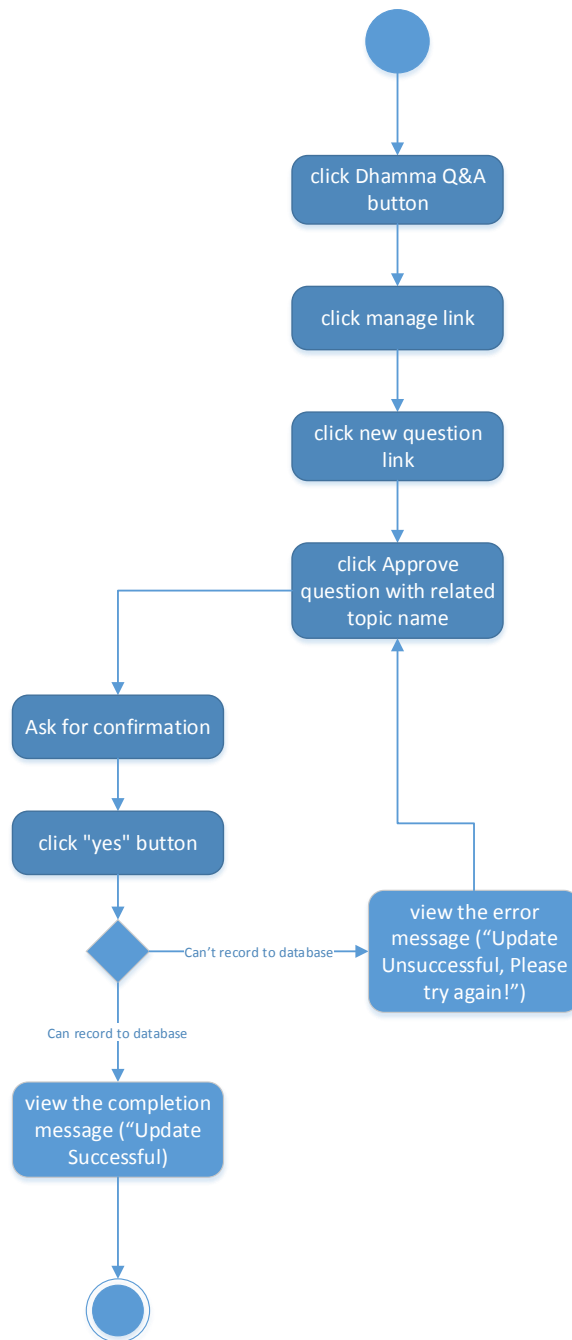 click Dhamma Q&A
button
click manage link
click new question
link
click Approve
question with related
topic name
Ask for confirmation
click "yes" button
Can't record to database
view the error
message (“Update
Unsuccessful, Please
try again!”)
Can record to database
view the completion
message (“Update
Successful)